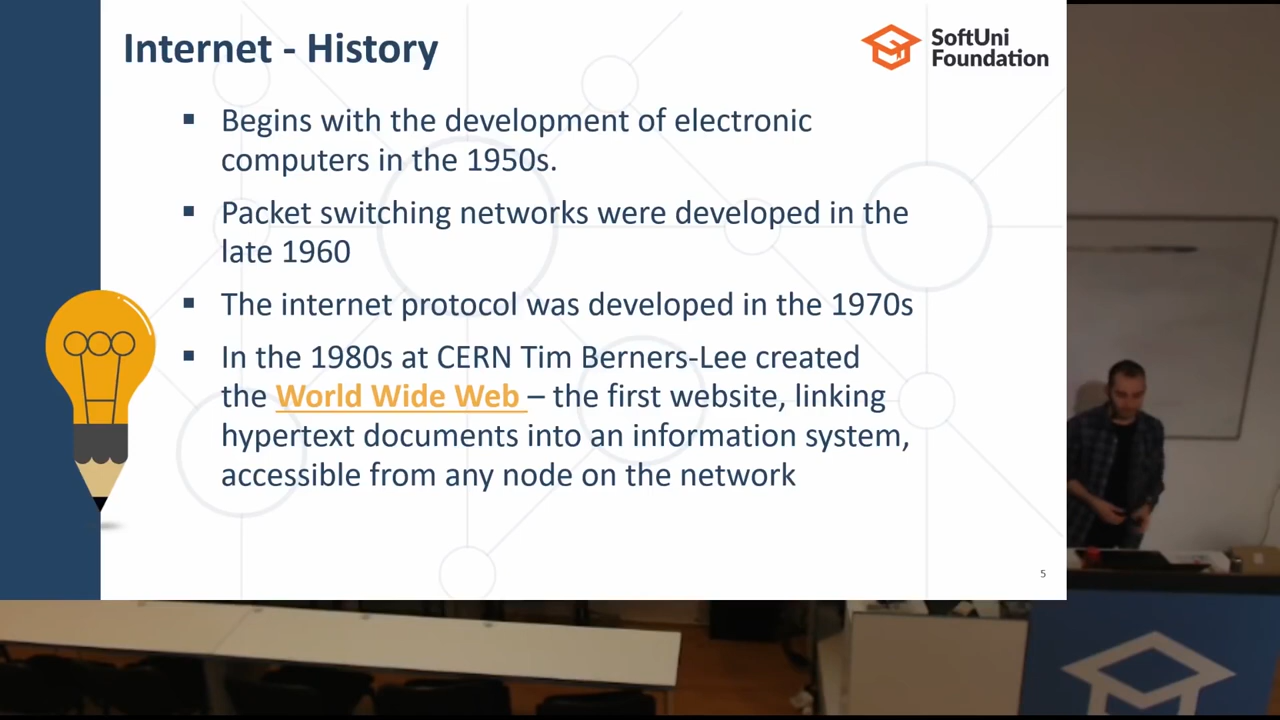 Internet - History
SoftUni
Foundation
▪ Begins with the development of electronic
computers in the 1950s.
▪ Packet switching networks were developed in the
late 1960
▪ The internet protocol was developed in the 1970s
▪ In the 1980s at CERN Tim Berners-Lee created
the World Wide Web – the first website, linking
hypertext documents into an information system,
accessible from any node on the network
5